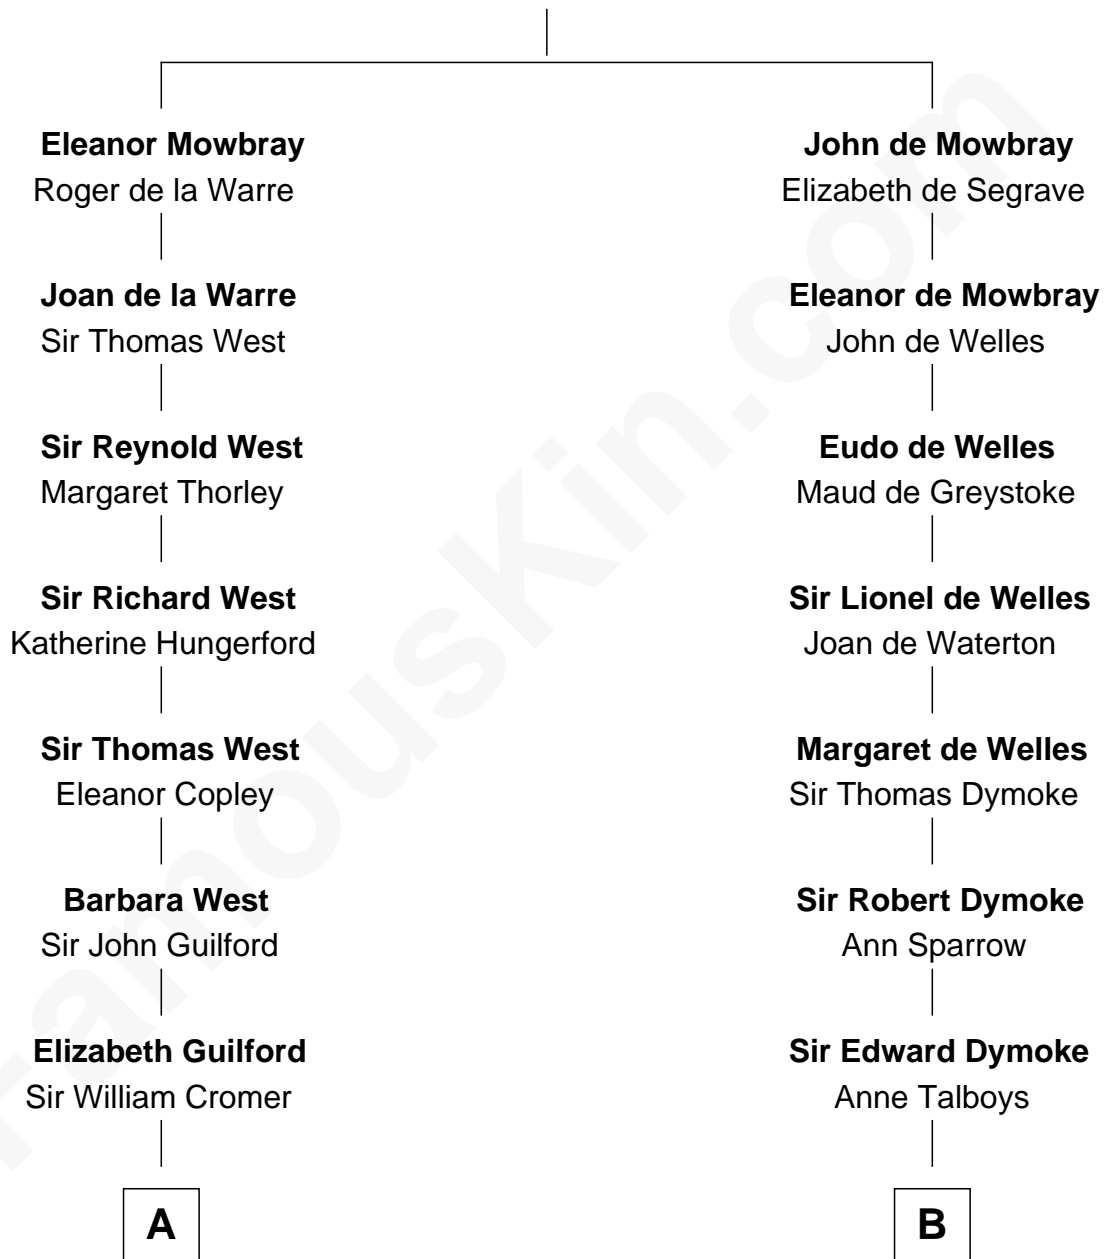 Eleanor Mowbray
Roger de la Warre
John de Mowbray
Elizabeth de Segrave
Joan de la Warre
Sir Thomas West
Eleanor de Mowbray
John de Welles
Sir Reynold West
Margaret Thorley
Eudo de Welles
Maud de Greystoke
Sir Richard West
Katherine Hungerford
Sir Lionel de Welles
Joan de Waterton
Sir Thomas West
Eleanor Copley
Margaret de Welles
Sir Thomas Dymoke
Barbara West
Sir John Guilford
Sir Robert Dymoke
Ann Sparrow
Elizabeth Guilford
Sir William Cromer
Sir Edward Dymoke
Anne Talboys
A
B
FamousKin.com